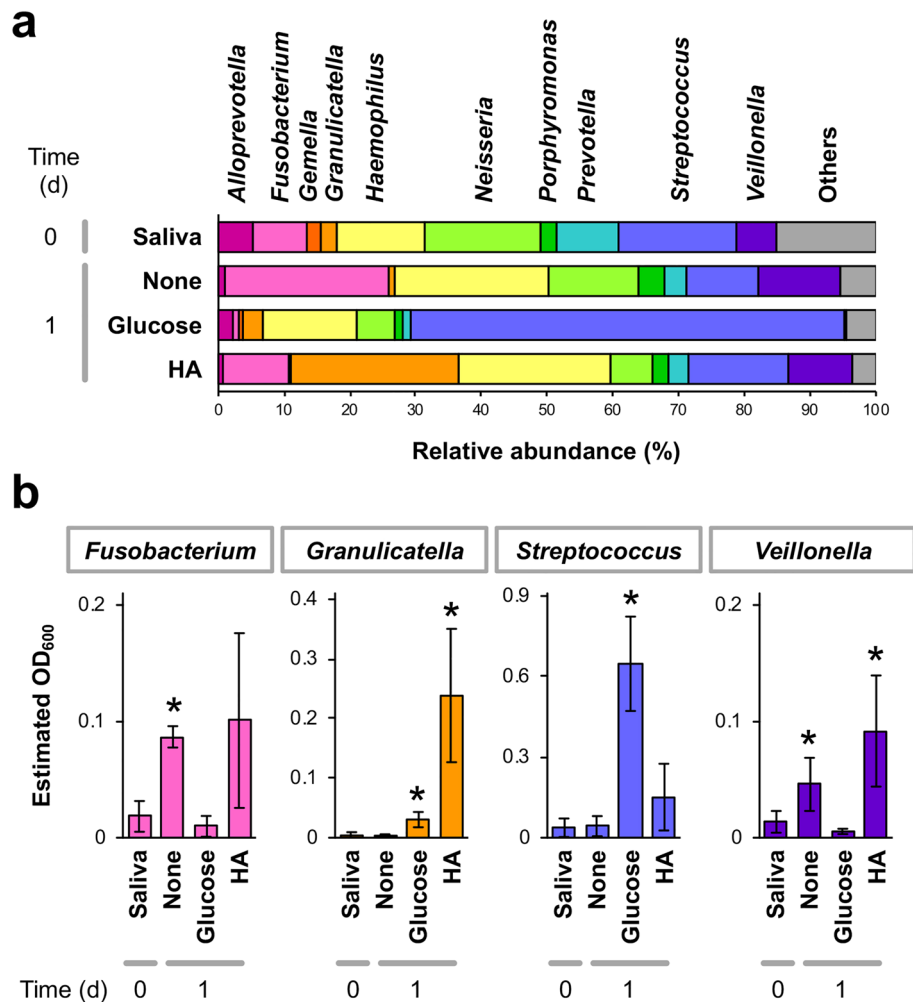 a
Alloprevotella Fusobacterium Gemella Granulicatella Haemophilus Neisseria Porphyromonas Prevotella Streptococcus Veillonella Others
Time
(d)
0 Saliva
None
1 Glucose
HA
0 10 20 30 40 50 60 70 80 90 100
Relative abundance (%)
b
Fusobacterium Granulicatella Streptococcus Veillonella
Estimated OD600
0.2 0.1 0
0.4 0.3 0.2 0.1 0
0.9 0.6 0.3 0
0.2 0.1 0
* * * * * *
Saliva None Glucose HA Saliva None Glucose HA Saliva None Glucose HA Saliva None Glucose HA
Time (d) 0 1 0 1 0 1 0 1